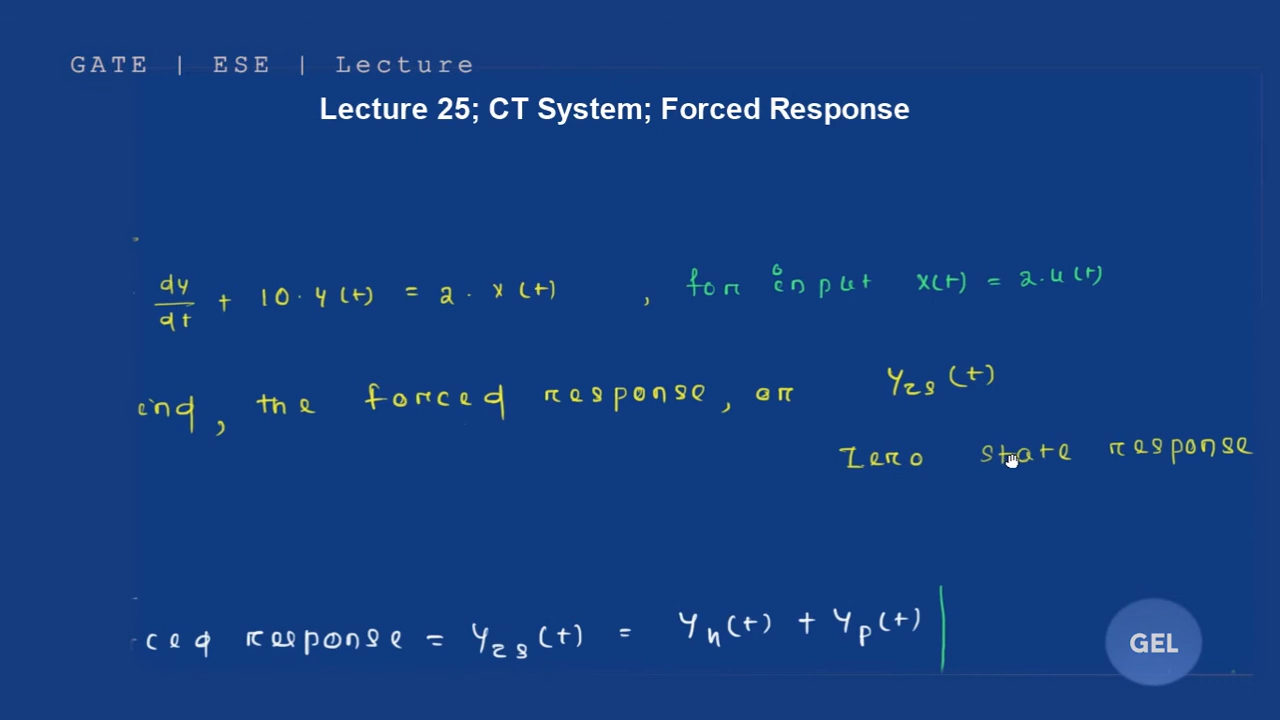 GATE | ESE | Lecture
Lecture 25; CT System; Forced Response
dy/dt + 10·y(t) = 2·x(t), for input x(t) = 2·u(t)
ind, the forced response, or y_zs(t)
zero state response
ced response = y_zs(t) = y_h(t) + y_p(t) |
GEL